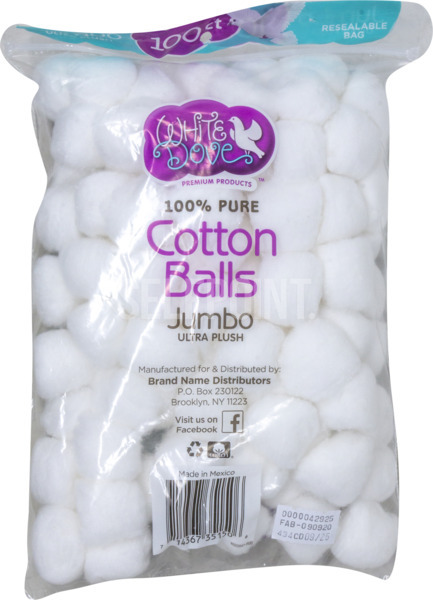 100ct
RESEALABLE
BAG
White
Dove
PREMIUM PRODUCTS™
100% PURE
Cotton
Balls
Jumbo
ULTRA PLUSH
Manufactured for & Distributed by:
Brand Name Distributors
P.O. Box 230122
Brooklyn, NY 11223
Visit us on
Facebook
f
Made in Mexico
0000042925
FAB-090920